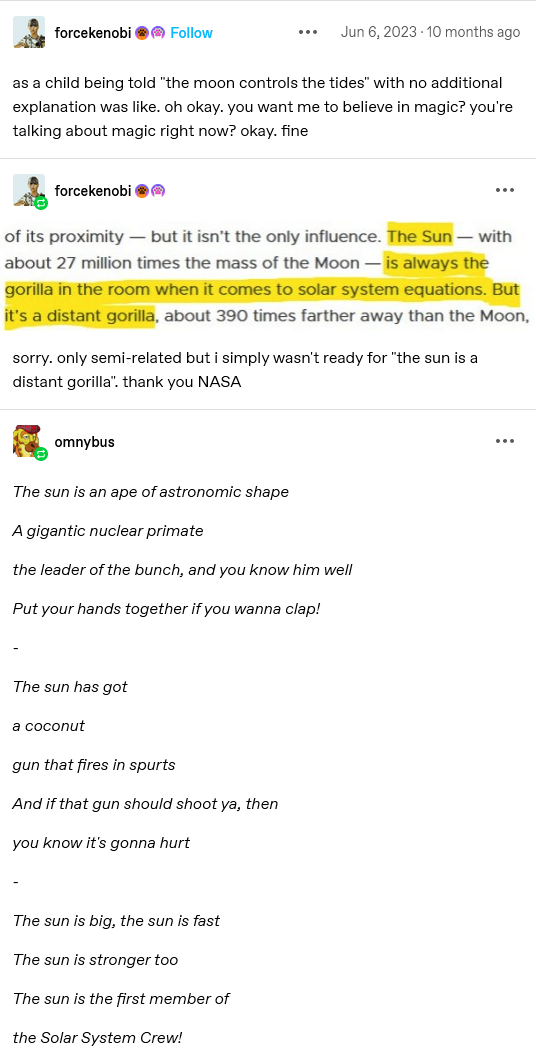 forcekenobi Follow ••• Jun 6, 2023 · 10 months ago
as a child being told "the moon controls the tides" with no additional
explanation was like. oh okay. you want me to believe in magic? you're
talking about magic right now? okay. fine
forcekenobi •••
of its proximity — but it isn't the only influence. The Sun — with
about 27 million times the mass of the Moon — is always the
gorilla in the room when it comes to solar system equations. But
it's a distant gorilla, about 390 times farther away than the Moon,
sorry. only semi-related but i simply wasn't ready for "the sun is a
distant gorilla". thank you NASA
omnybus •••
The sun is an ape of astronomic shape
A gigantic nuclear primate
the leader of the bunch, and you know him well
Put your hands together if you wanna clap!
-
The sun has got
a coconut
gun that fires in spurts
And if that gun should shoot ya, then
you know it's gonna hurt
-
The sun is big, the sun is fast
The sun is stronger too
The sun is the first member of
the Solar System Crew!